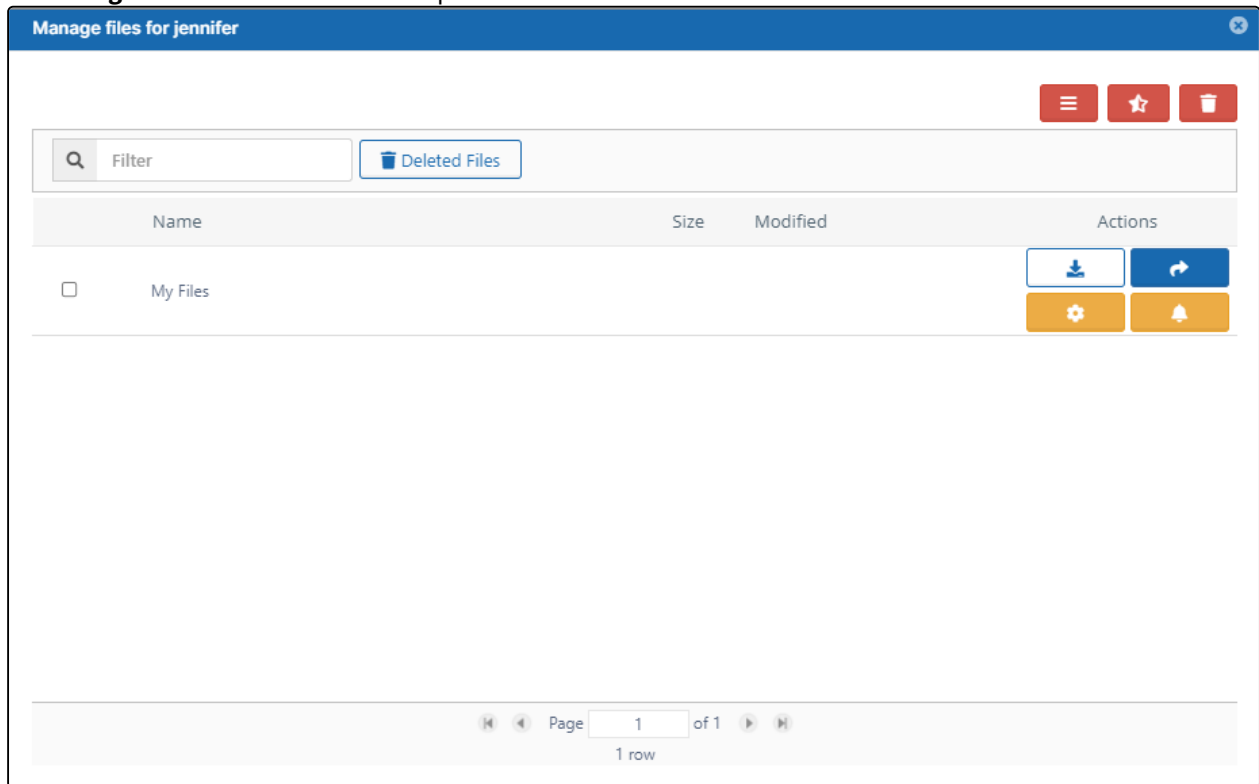 Manage files for jennifer
Filter
Deleted Files
Name Size Modified Actions
My Files
Page 1 of 1
1 row